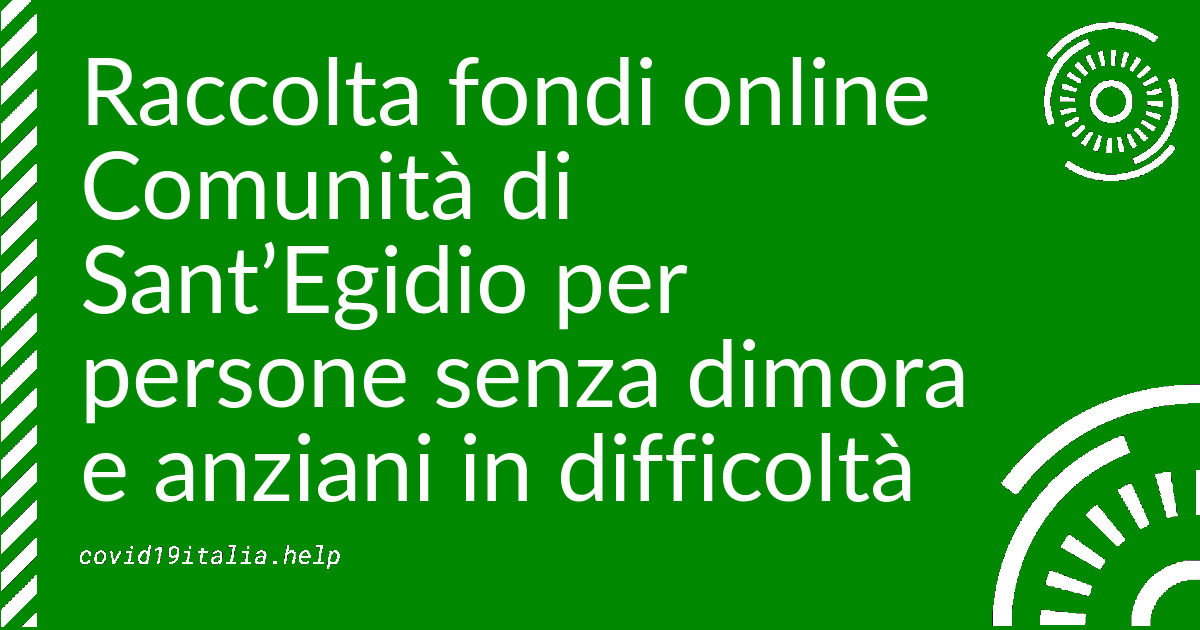 Raccolta fondi online
Comunità di
Sant’Egidio per
persone senza dimora
e anziani in difficoltà
covid19italia.help